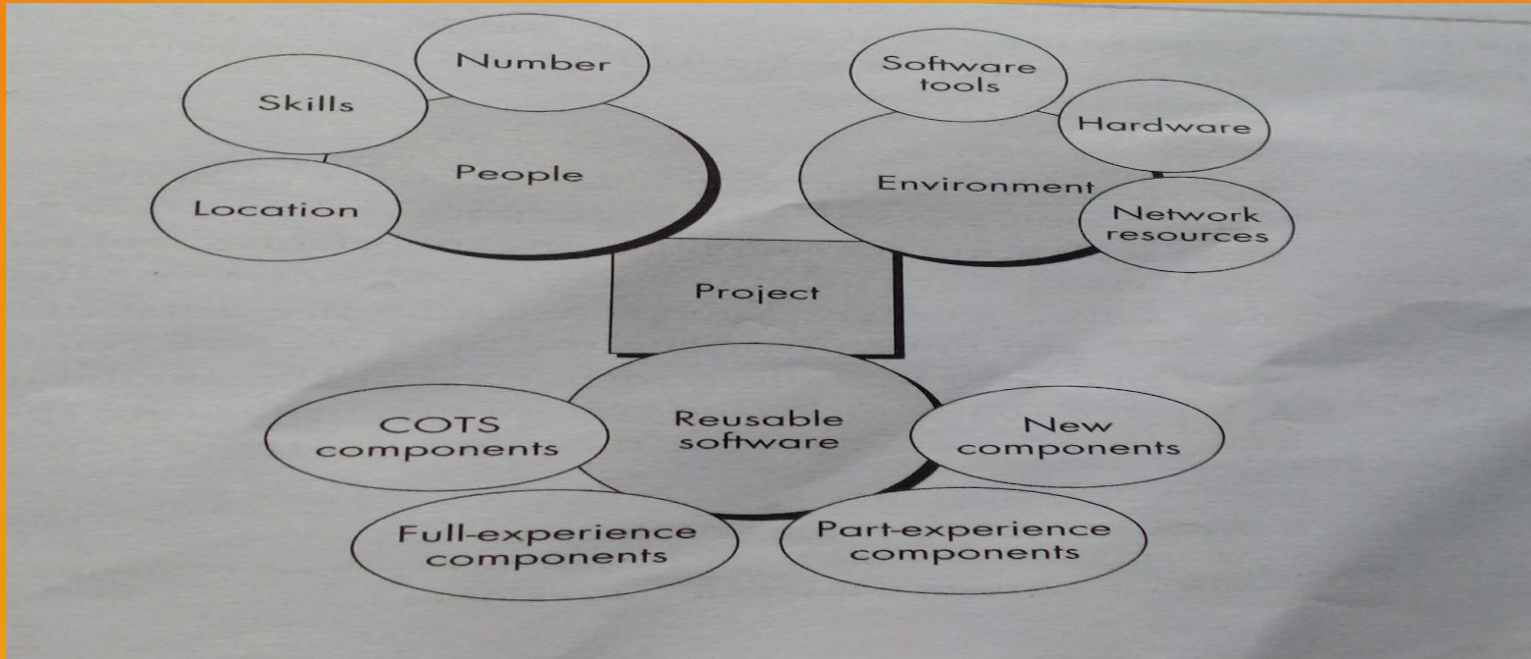 Number
Skills
People
Location
Software
tools
Hardware
Environment
Network
resources
Project
Reusable
software
COTS
components
New
components
Full-experience
components
Part-experience
components